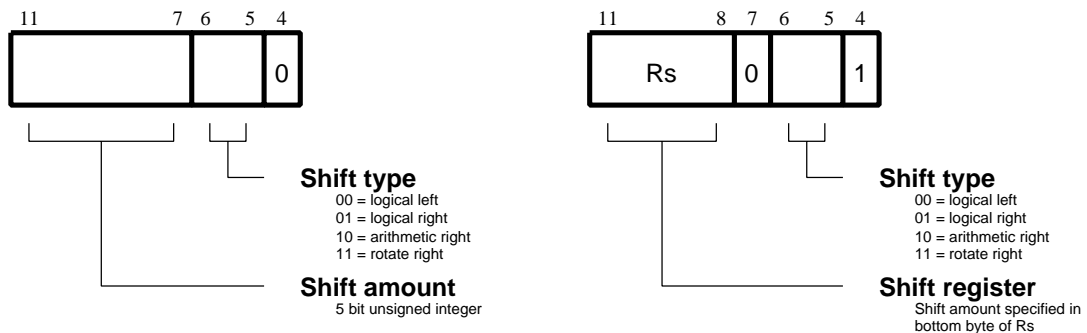 11 7 6 5 4
0
Shift type
00 = logical left
01 = logical right
10 = arithmetic right
11 = rotate right
Shift amount
5 bit unsigned integer
11 8 7 6 5 4
Rs 0 1
Shift type
00 = logical left
01 = logical right
10 = arithmetic right
11 = rotate right
Shift register
Shift amount specified in
bottom byte of Rs